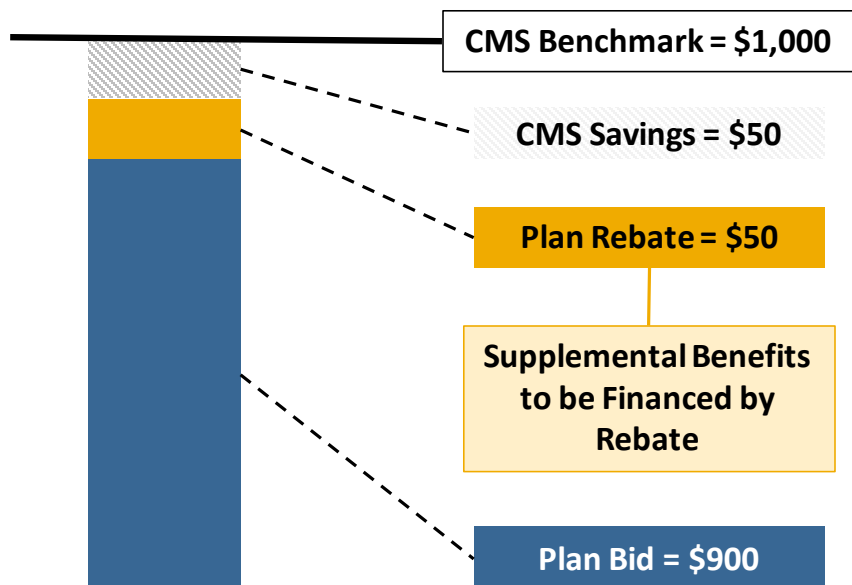 CMS Benchmark = $1,000
CMS Savings = $50
Plan Rebate = $50
Supplemental Benefits
to be Financed by
Rebate
Plan Bid = $900